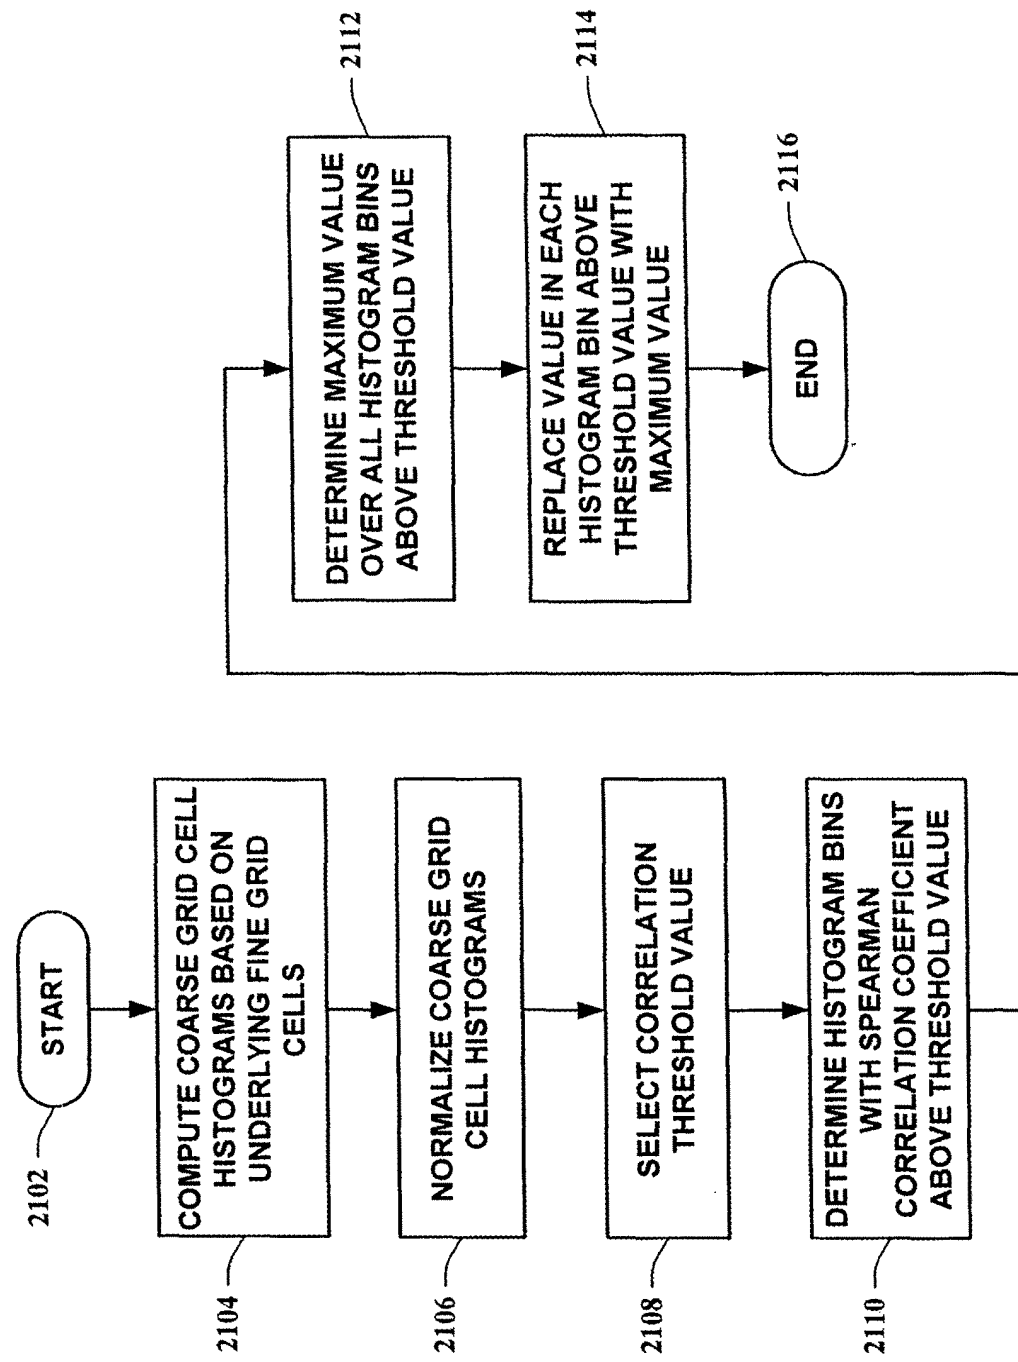 START
2102
COMPUTE COARSE GRID CELL
HISTOGRAMS BASED ON
UNDERLYING FINE GRID
CELLS
2104
NORMALIZE COARSE GRID
CELL HISTOGRAMS
2106
SELECT CORRELATION
THRESHOLD VALUE
2108
DETERMINE HISTOGRAM BINS
WITH SPEARMAN
CORRELATION COEFFICIENT
ABOVE THRESHOLD VALUE
2110
DETERMINE MAXIMUM VALUE
OVER ALL HISTOGRAM BINS
ABOVE THRESHOLD VALUE
2112
REPLACE VALUE IN EACH
HISTOGRAM BIN ABOVE
THRESHOLD VALUE WITH
MAXIMUM VALUE
2114
END
2116